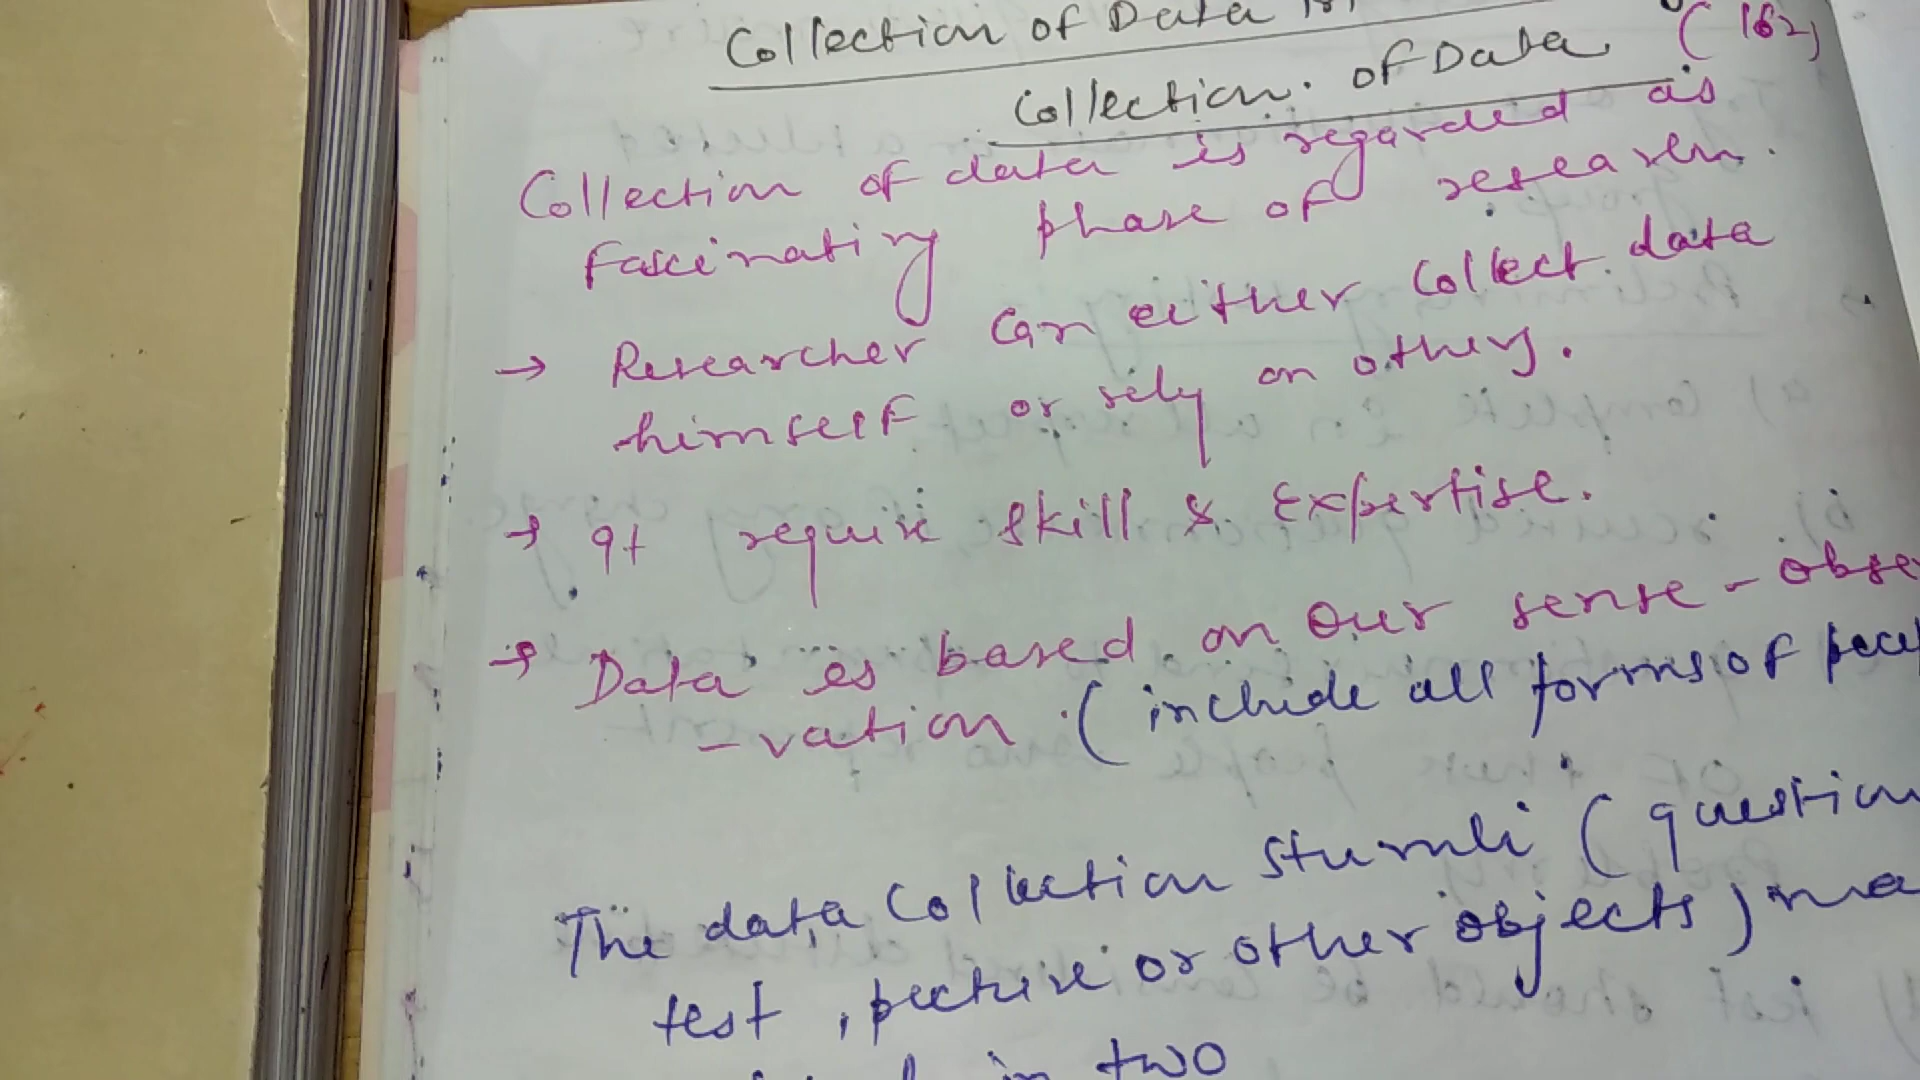 Collection of Data
Collection. of Data. (162)
Collection of data is regarded as
fascinating phase of research.
→ Researcher can either collect data
himself or rely on others.
→ It require skill & Expertise.
→ Data is based on our sense - obse
- vation. (include all forms of
The data collection stumli (question
test, picture or other objects) ma
in two